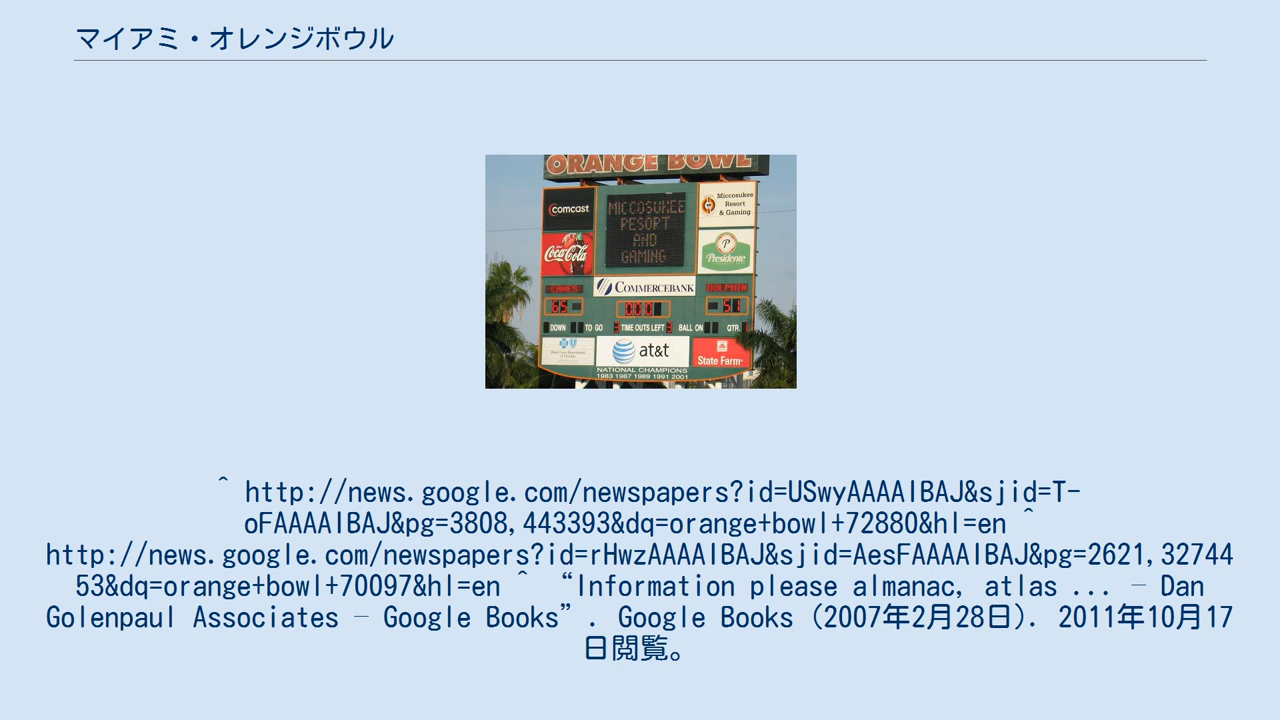 マイアミ・オレンジボウル
ORANGE BOWL
comcast.
MICCOSUKEE
RESORT
AND
GAMING
Miccosukee
Resort
& Gaming
Coca-Cola
P
Presidente
COMMERCEBANK
CANES
DOLPHIN
65
000
51
DOWN TO GO TIME OUTS LEFT BALL ON QTR.
at&t
State Farm
NATIONAL CHAMPIONS
1983 1987 1989 1991 2001
^ http://news.google.com/newspapers?id=USwyAAAAIBAJ&sjid=T-
oFAAAAIBAJ&pg=3808,443393&dq=orange+bowl+72880&hl=en ^
http://news.google.com/newspapers?id=rHwzAAAAIBAJ&sjid=AesFAAAAIBAJ&pg=2621,32744
53&dq=orange+bowl+70097&hl=en ^ “Information please almanac, atlas ... – Dan
Golenpaul Associates – Google Books”. Google Books (2007年2月28日). 2011年10月17
日閲覧。